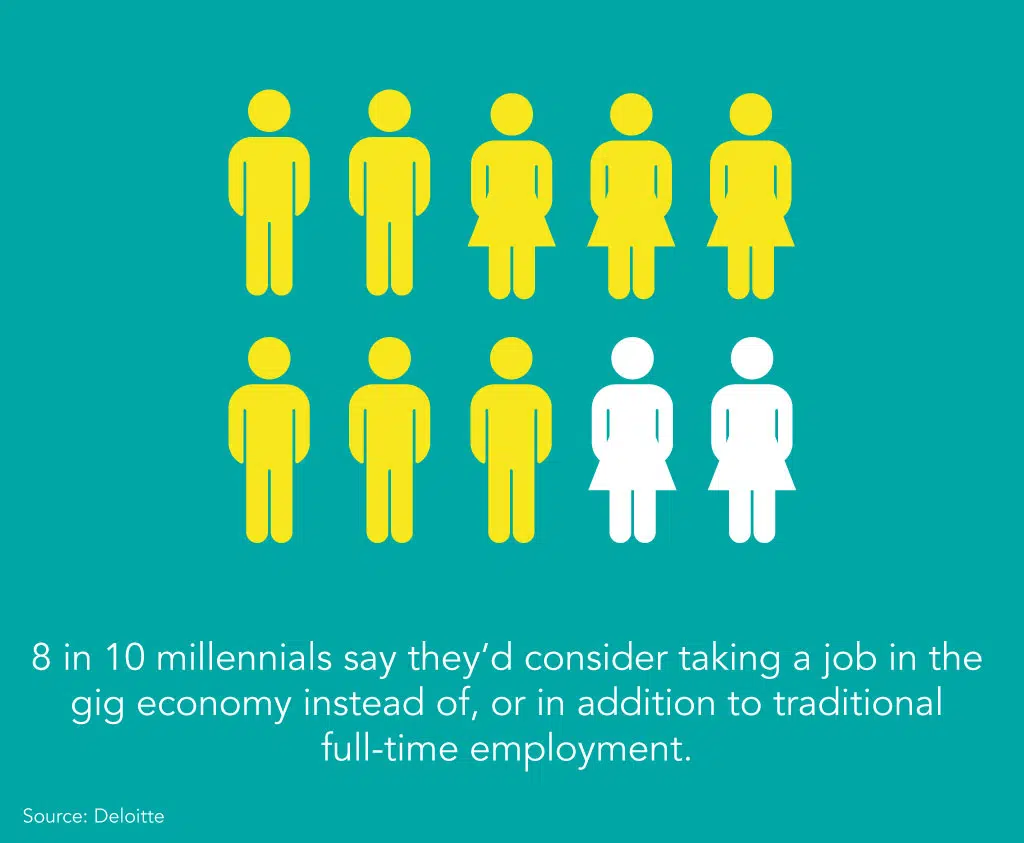 8 in 10 millennials say they’d consider taking a job in the
gig economy instead of, or in addition to traditional
full-time employment.
Source: Deloitte